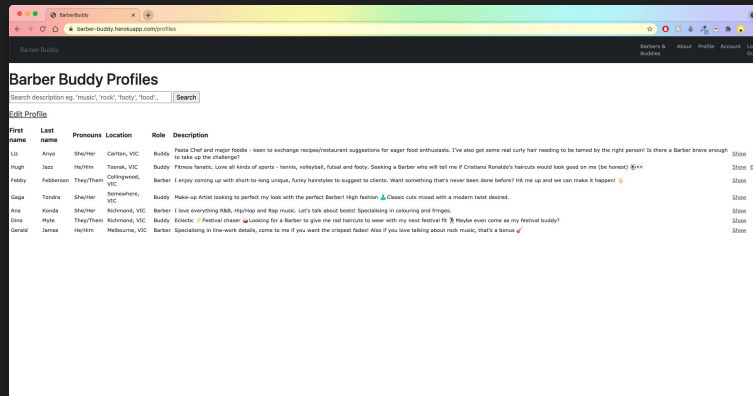 BarberBuddy
barber-buddy.herokuapp.com/profiles
Barber Buddy
Barbers & Buddies
About
Profile
Account
Barber Buddy Profiles
Search description eg. 'music', 'rock', 'footy', 'food'..
Search
Edit Profile
First name Last name Pronouns Location Role Description
Liz Anya She/Her Carlton, VIC Buddy Pasta Chef and major foodie - keen to exchange recipes/restaurant suggestions for eager food enthusiasts. I've also got some real curly hair needing to be tamed by the right person! Is there a Barber brave enough
to take up the challenge? Show
Hugh Jazz He/Him Toorak, VIC Buddy Fitness fanatic. Love all kinds of sports - tennis, volleyball, futsal and footy. Seeking a Barber who will tell me if Cristiano Ronaldo's haircuts would look good on me (be honest) ⚽👀 Show
Febby Febberson They/Them Collingwood, VIC Barber I enjoy coming up with short-to-long unique, funky hairstyles to suggest to clients. Want something that's never been done before? Hit me up and we can make it happen! Show
Gaga Tondra She/Her Somewhere, VIC Buddy Make-up Artist looking to perfect my look with the perfect Barber! High fashion Classic cuts mixed with a modern twist desired. Show
Ana Konda She/Her Richmond, VIC Barber I love everything R&B, Hip/Hop and Rap music. Let's talk about beats! Specialising in colouring and fringes. Show
Dino Myte They/Them Richmond, VIC Buddy Eclectic Festival chaser Looking for a Barber to give me rad haircuts to wear with my next festival fit Maybe even come as my festival buddy? Show
Gerald James He/Him Melbourne, VIC Barber Specialising in line-work details, come to me if you want the crispest fades! Also if you love talking about rock music, that's a bonus 🎸 Show